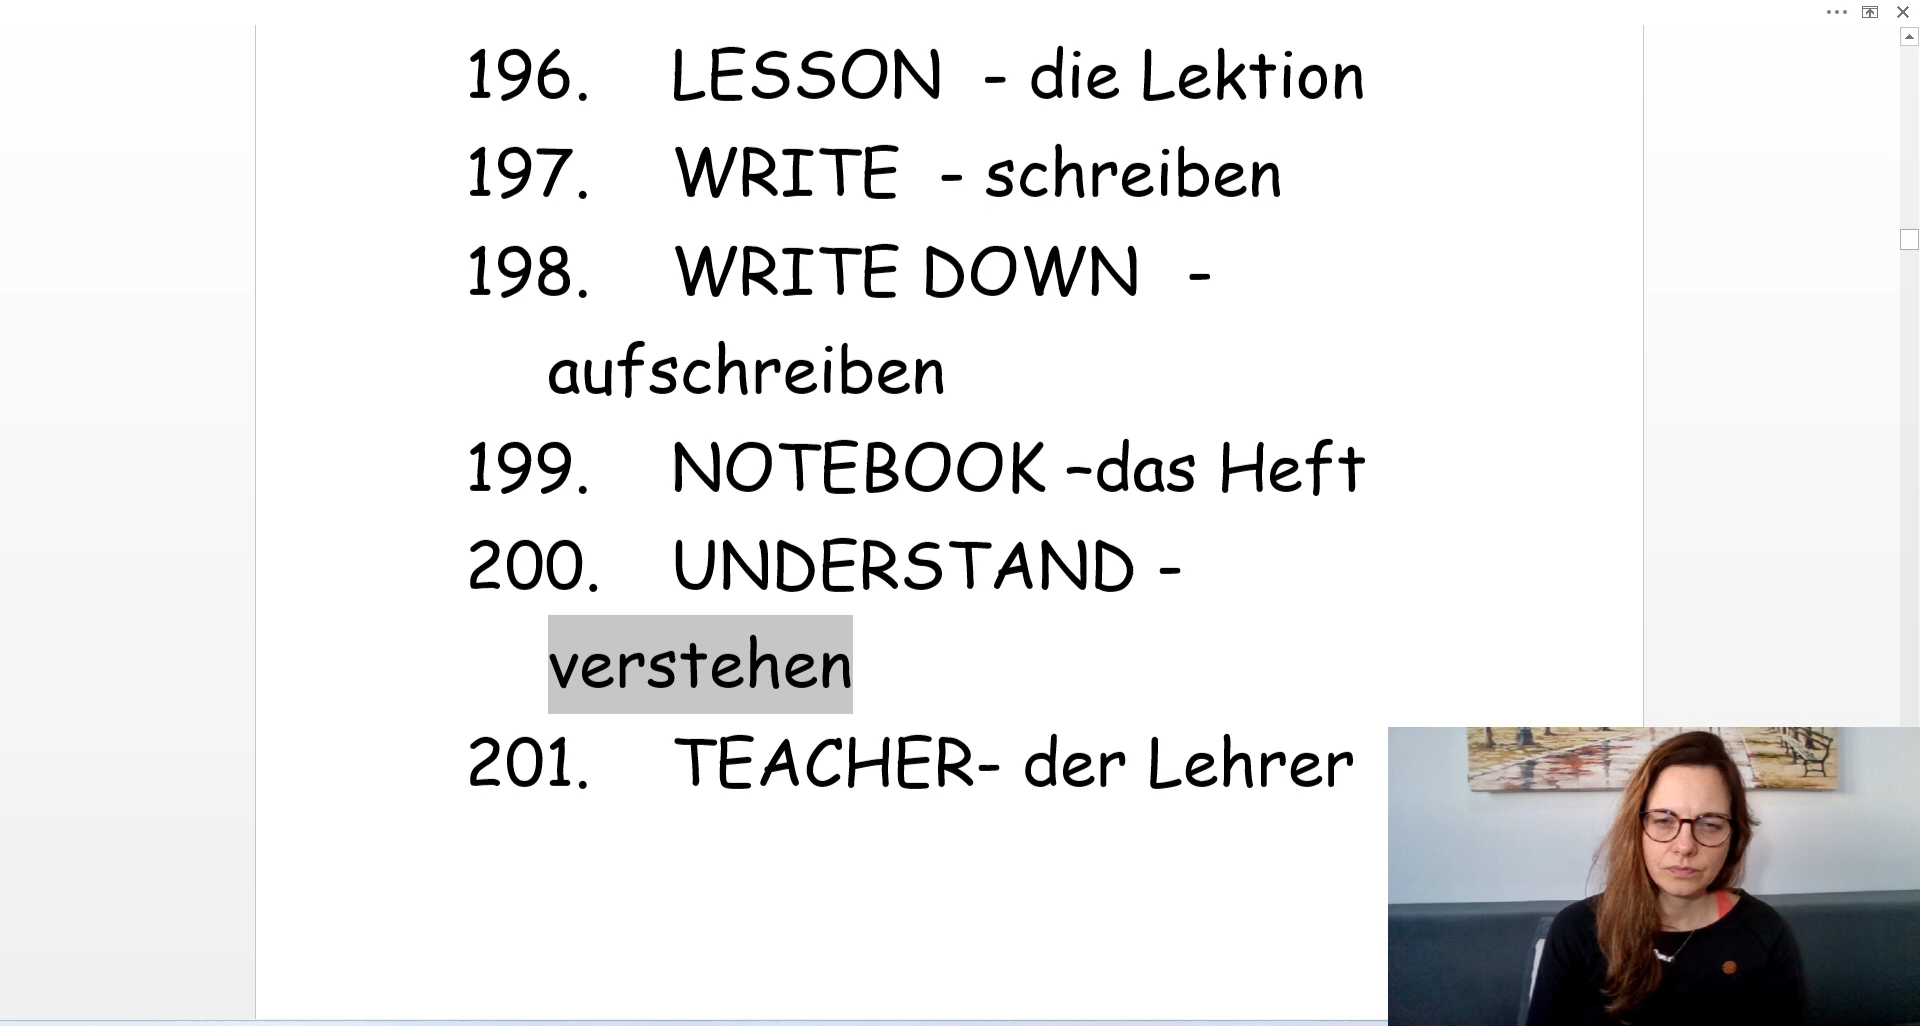 196. LESSON - die Lektion
197. WRITE - schreiben
198. WRITE DOWN -
aufschreiben
199. NOTEBOOK –das Heft
200. UNDERSTAND -
verstehen
201. TEACHER- der Lehrer